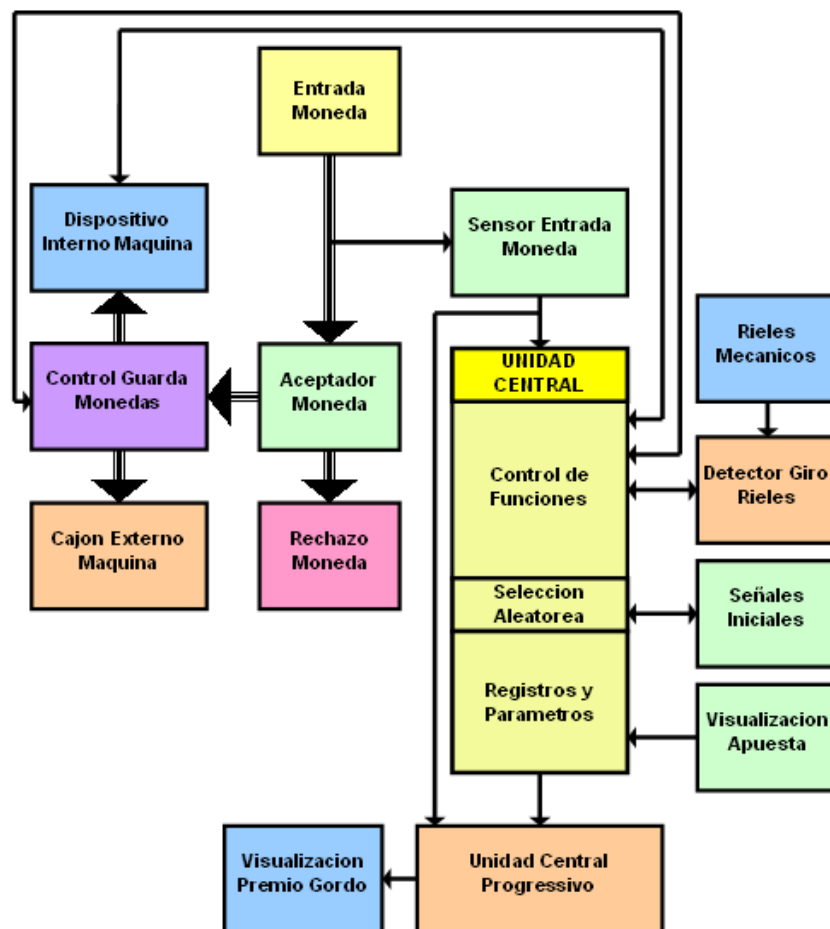 Entrada
Moneda
Dispositivo
Interno Maquina
Sensor Entrada
Moneda
Rieles
Mecanicos
Control Guarda
Monedas
Aceptador
Moneda
UNIDAD
CENTRAL
Control de
Funciones
Detector Giro
Rieles
Cajon Externo
Maquina
Rechazo
Moneda
Seleccion
Aleatorea
Señales
Iniciales
Registros y
Parametros
Visualizacion
Apuesta
Visualizacion
Premio Gordo
Unidad Central
Progressivo